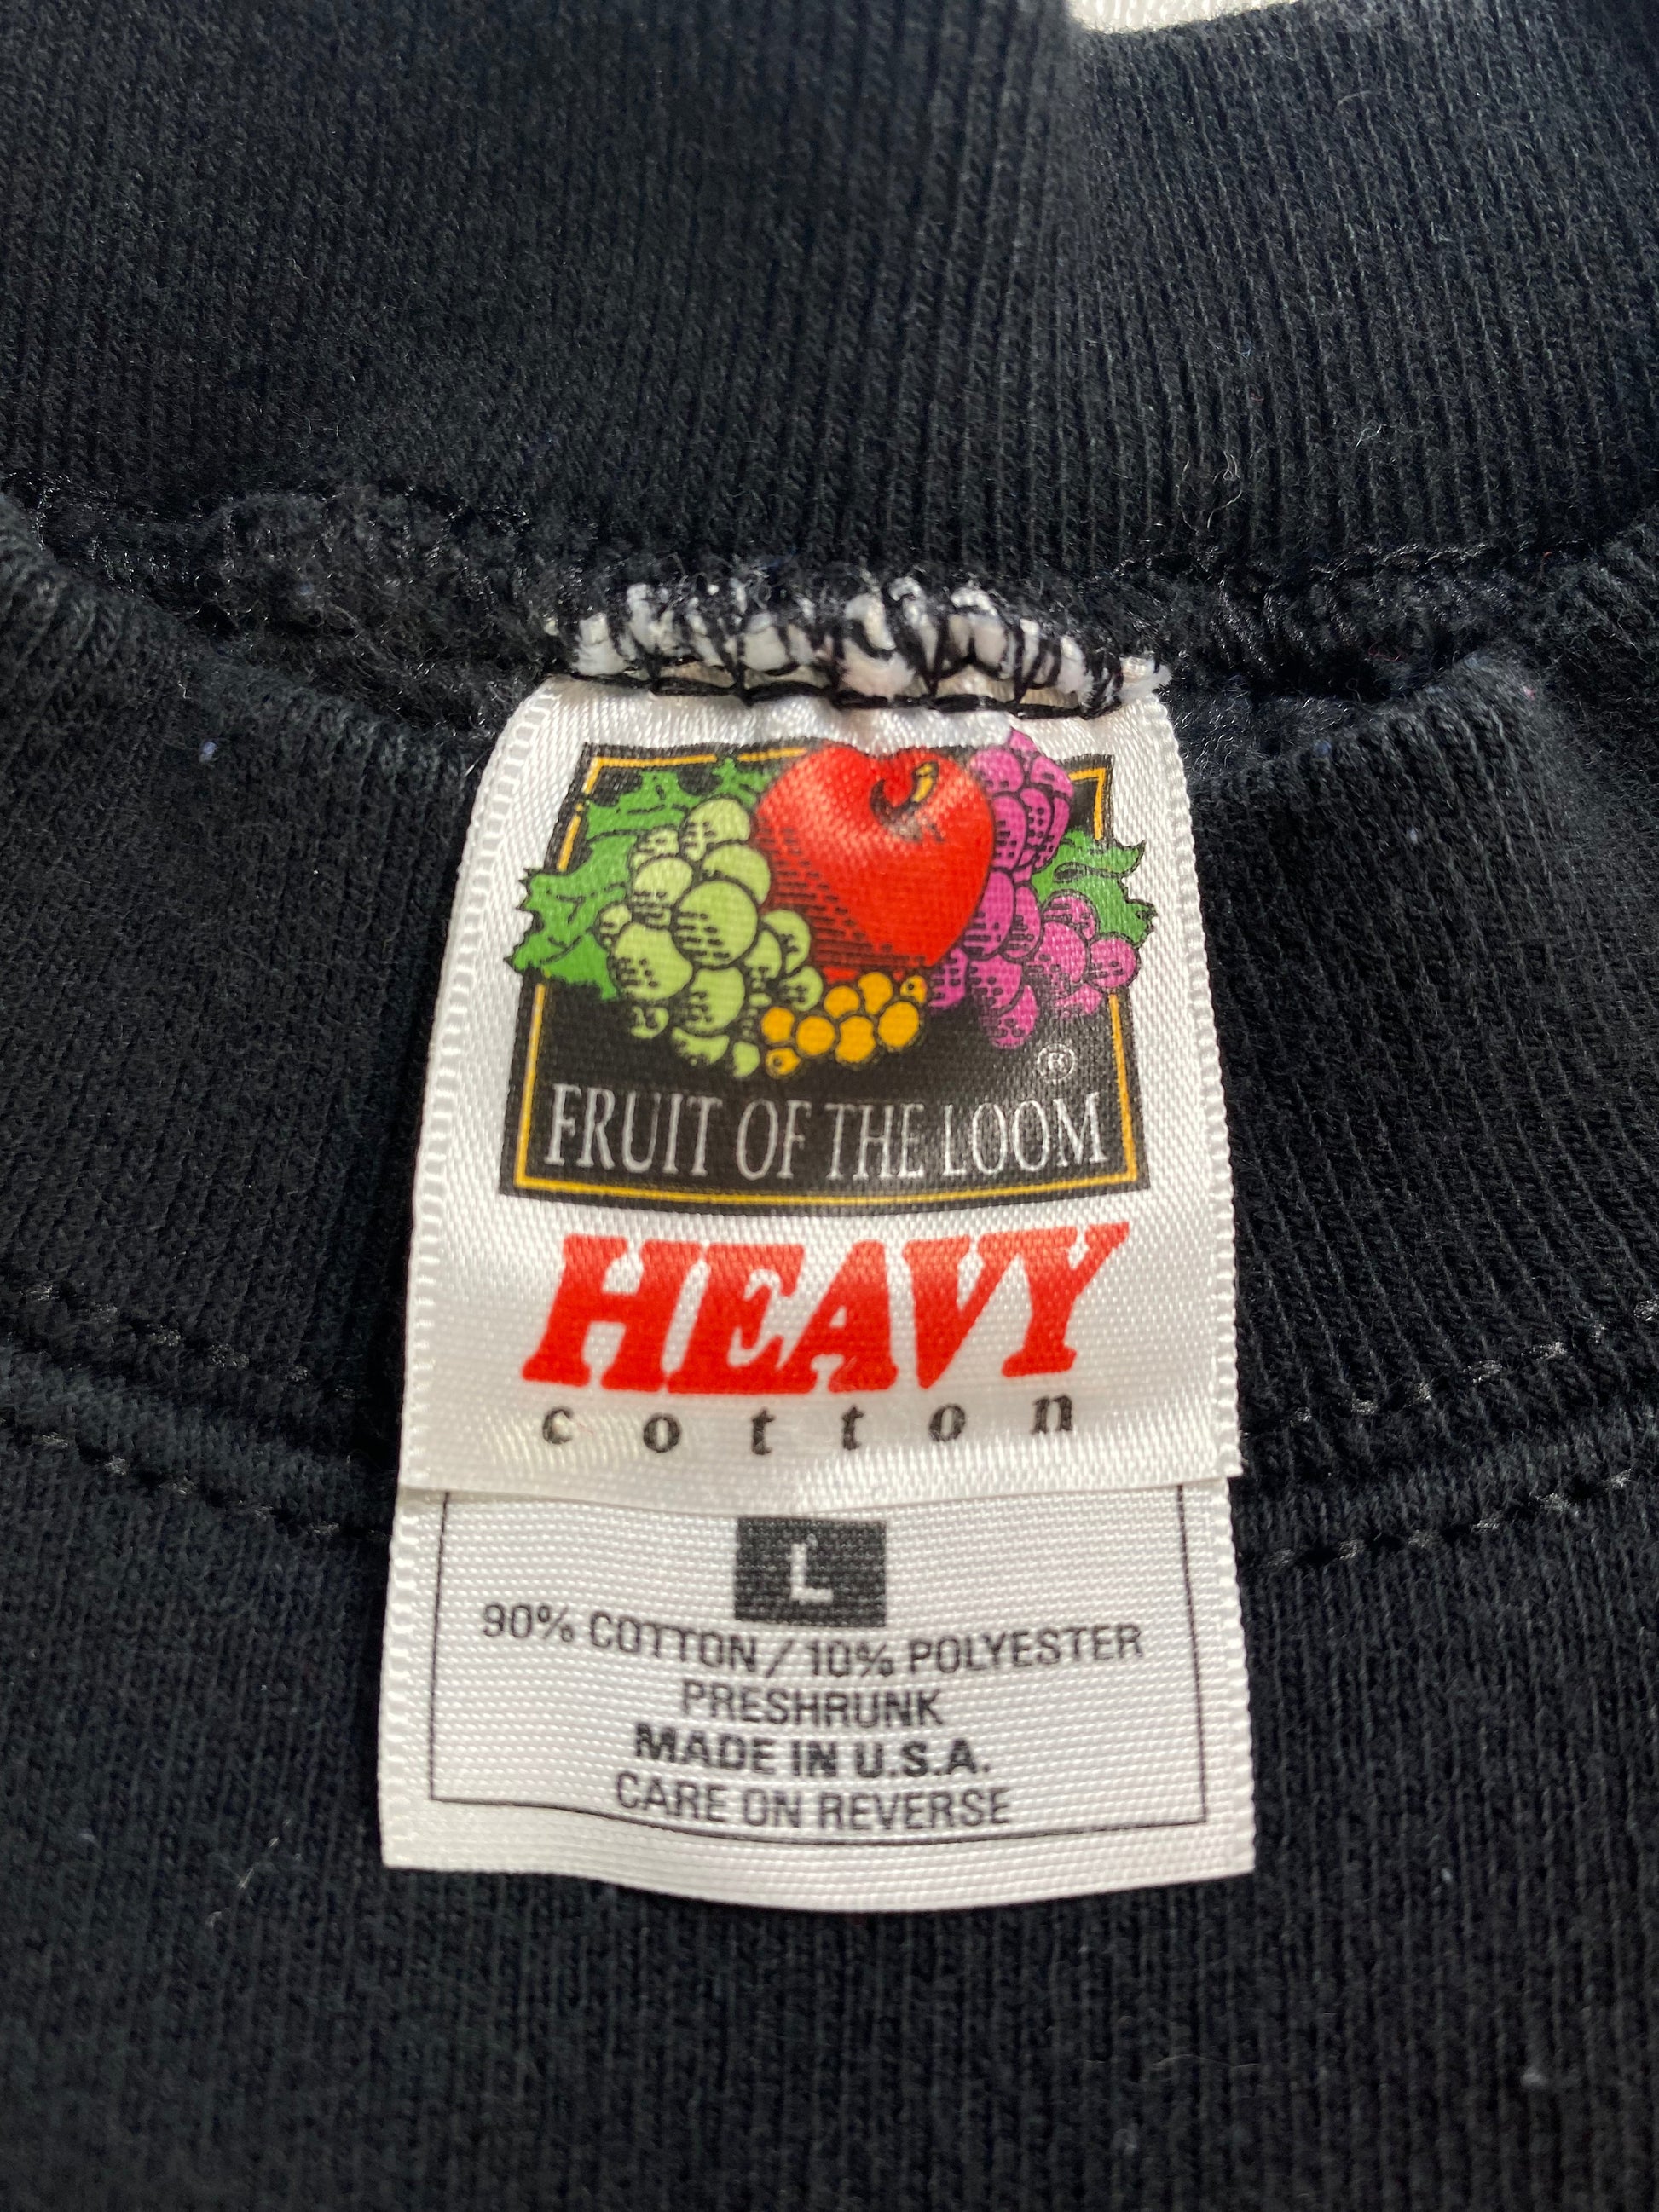 ®
FRUIT OF THE LOOM
HEAVY
cotton
L
90% COTTON / 10% POLYESTER
PRESHRUNK
MADE IN U.S.A.
CARE ON REVERSE